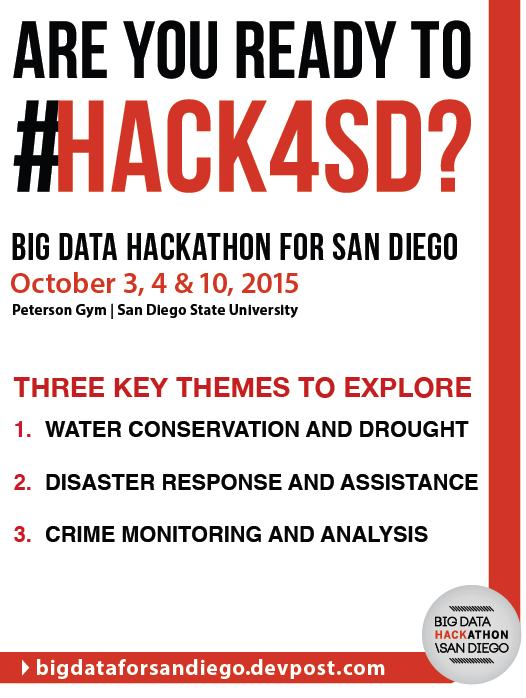 ARE YOU READY TO
#HACK4SD?
BIG DATA HACKATHON FOR SAN DIEGO
October 3, 4 & 10, 2015
Peterson Gym | San Diego State University
THREE KEY THEMES TO EXPLORE
1. WATER CONSERVATION AND DROUGHT
2. DISASTER RESPONSE AND ASSISTANCE
3. CRIME MONITORING AND ANALYSIS
BIG DATA
HACKATHON
\SAN DIEGO
bigdataforsandiego.devpost.com